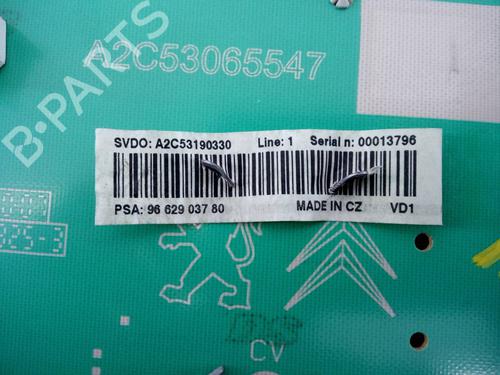 A2C53065547
B-PARTS
SVDO: A2C53190330 Line: 1 Serial n: 00013796
PSA: 96 629 037 80 MADE IN CZ VD1
CV